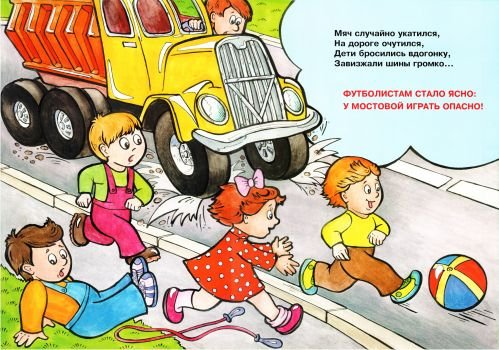 Мяч случайно укатился,
На дороге очутился,
Дети бросились вдогонку,
Завизжали шины громко...
ФУТБОЛИСТАМ СТАЛО ЯСНО:
У МОСТОВОЙ ИГРАТЬ ОПАСНО!